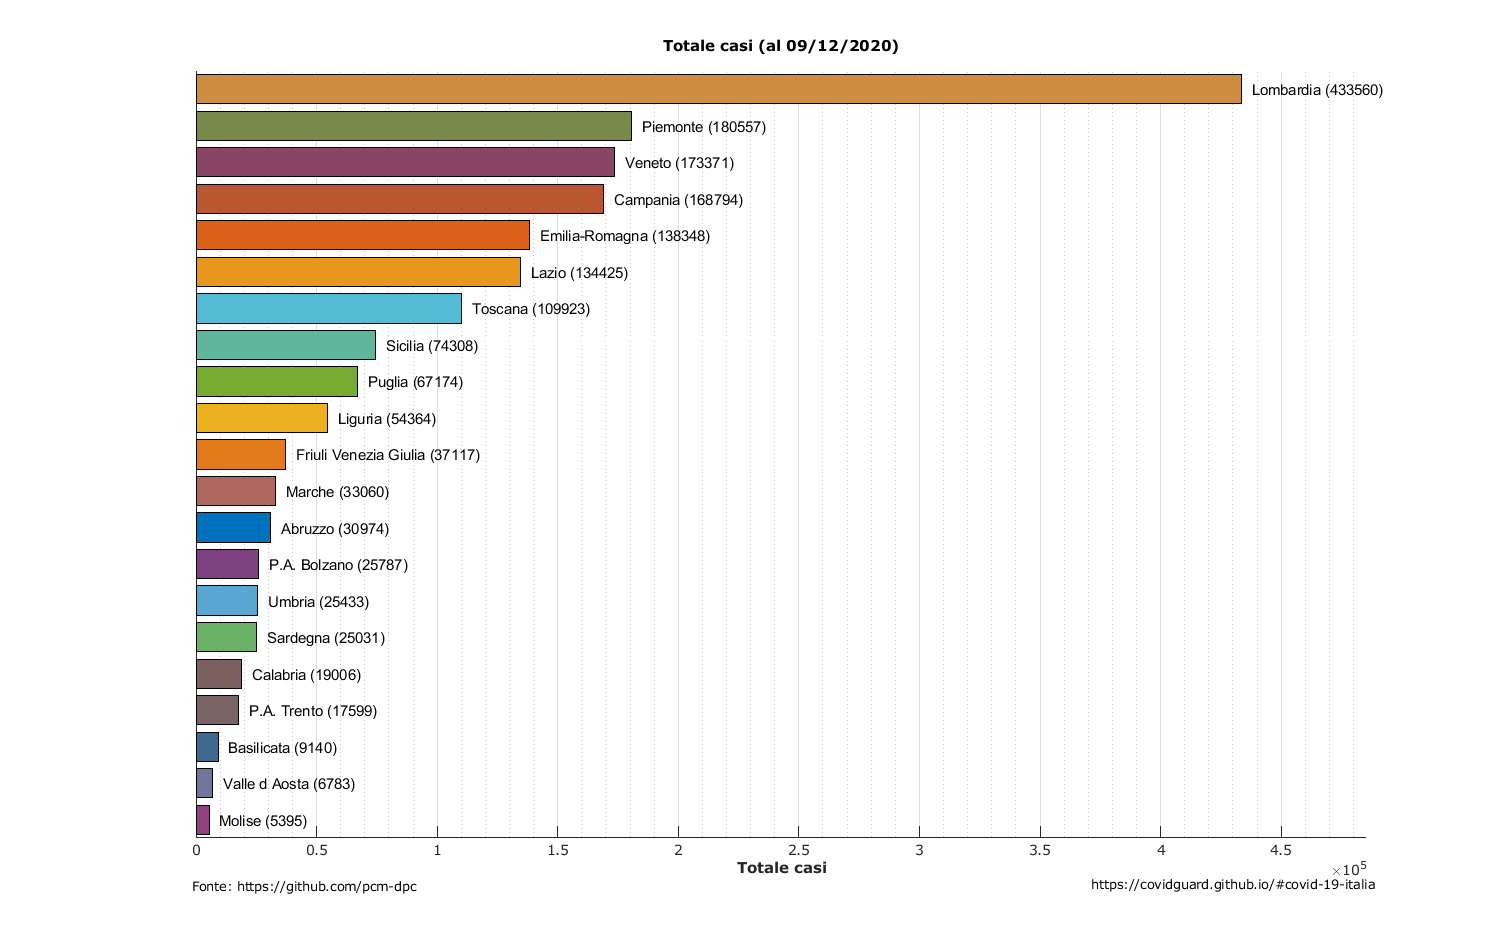 Totale casi (al 09/12/2020)
Lombardia (433560)
Piemonte (180557)
Veneto (173371)
Campania (168794)
Emilia-Romagna (138348)
Lazio (134425)
Toscana (109923)
Sicilia (74308)
Puglia (67174)
Liguria (54364)
Friuli Venezia Giulia (37117)
Marche (33060)
Abruzzo (30974)
P.A. Bolzano (25787)
Umbria (25433)
Sardegna (25031)
Calabria (19006)
P.A. Trento (17599)
Basilicata (9140)
Valle d Aosta (6783)
Molise (5395)
0 0.5 1 1.5 2 2.5 3 3.5 4 4.5
Totale casi
×10⁵
Fonte: https://github.com/pcm-dpc
https://covidguard.github.io/#covid-19-italia